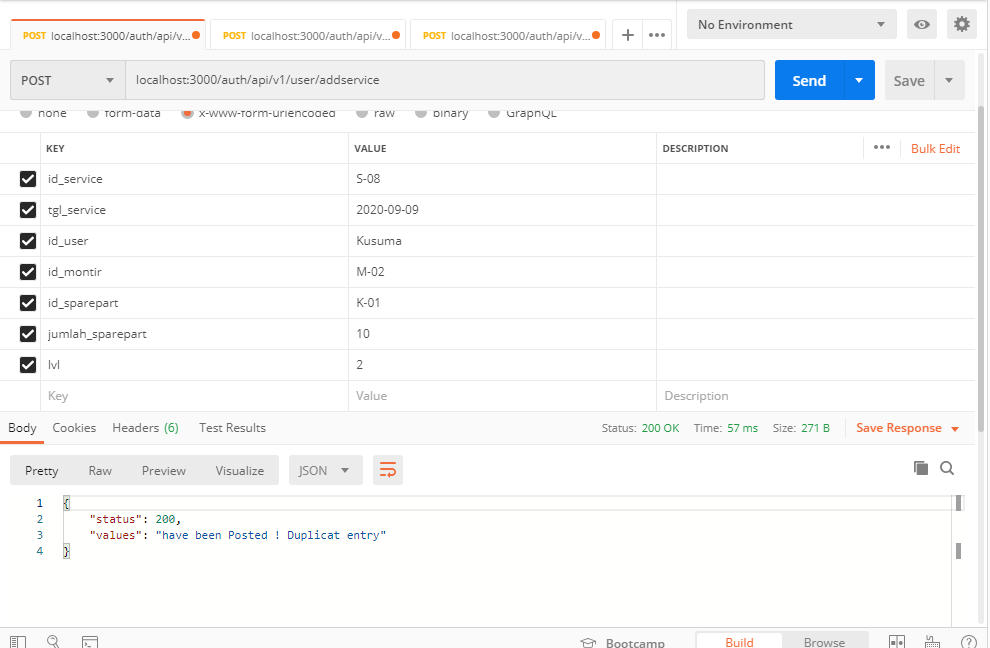 POST localhost:3000/auth/api/v... POST localhost:3000/auth/api/v... POST localhost:3000/auth/api/v... + ••• No Environment
POST localhost:3000/auth/api/v1/user/addservice Send Save
none form-data x-www-form-urlencoded raw binary GraphQL
KEY VALUE DESCRIPTION ••• Bulk Edit
id_service S-08
tgl_service 2020-09-09
id_user Kusuma
id_montir M-02
id_sparepart K-01
jumlah_sparepart 10
lvl 2
Key Value Description
Body Cookies Headers (6) Test Results Status: 200 OK Time: 57 ms Size: 271 B Save Response
Pretty Raw Preview Visualize JSON
1 {
2 "status": 200,
3 "values": "have been Posted ! Duplicat entry"
4 }
Bootcamp Build Browse